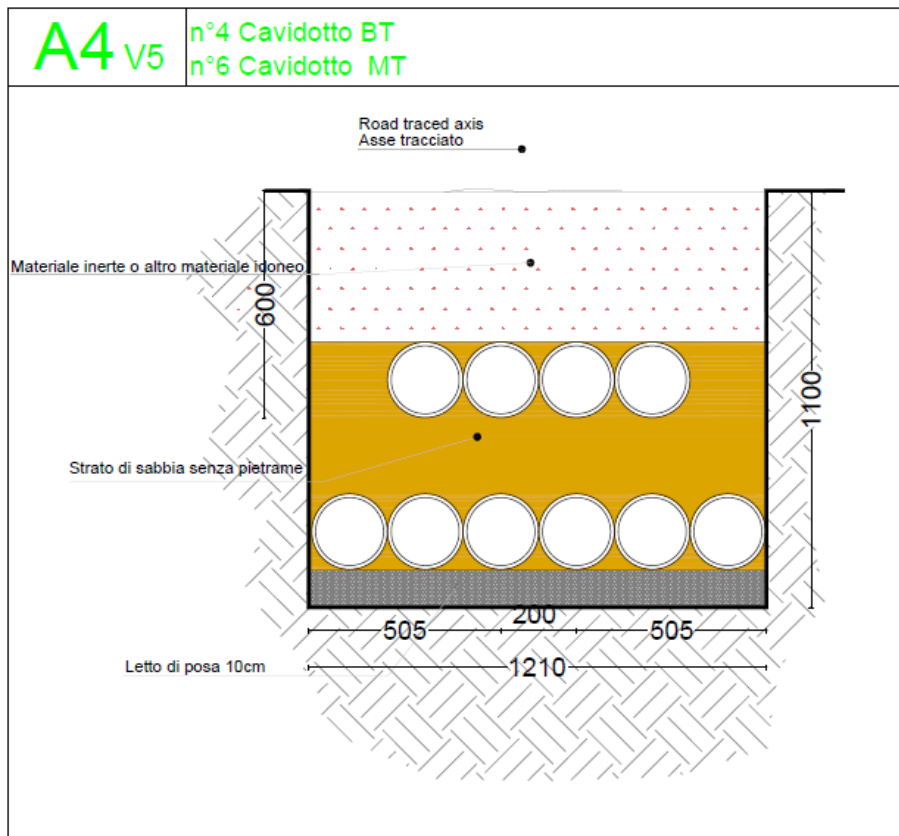 A4 V5
n°4 Cavidotto BT
n°6 Cavidotto MT
Road traced axis
Asse tracciato
Materiale inerte o altro materiale idoneo
600
1100
Strato di sabbia senza pietrame
200
505
505
1210
Letto di posa 10cm